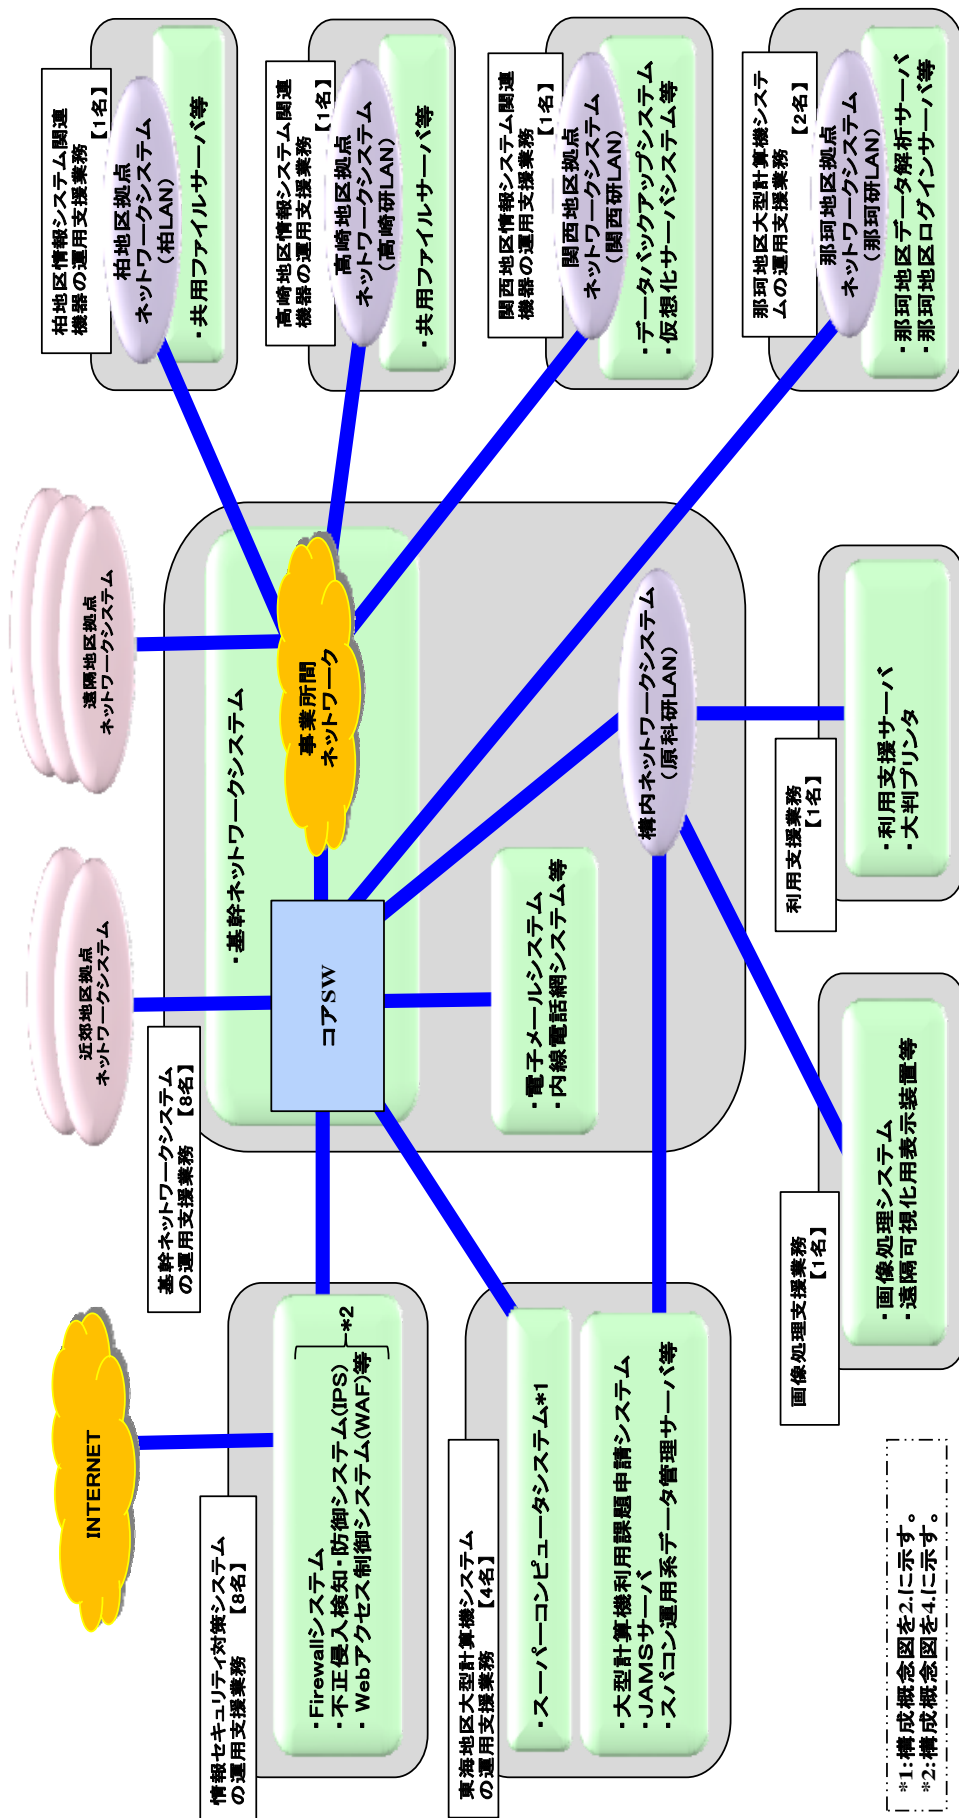 INTERNET
近郊地区拠点
ネットワークシステム
遠隔地区拠点
ネットワークシステム
情報セキュリティ対策システム
の運用支援業務 【8名】
・Firewallシステム
・不正侵入検知・防御システム(IPS)
・Webアクセス制御システム(WAF)等
*2
東海地区大型計算機システム
の運用支援業務 【4名】
・スーパーコンピュータシステム*1
・大型計算機利用課題申請システム
・JAMSサーバ
・スパコン運用系データ管理サーバ等
基幹ネットワークシステム
の運用支援業務 【8名】
・基幹ネットワークシステム
コアSW
事業所間
ネットワーク
・電子メールシステム
・内線電話網システム等
構内ネットワークシステム
(原科研LAN)
画像処理支援業務
【1名】
・画像処理システム
・遠隔可視化用表示装置等
利用支援業務
【1名】
・利用支援サーバ
・大判プリンタ
柏地区情報システム関連
機器の運用支援業務
【1名】
柏地区拠点
ネットワークシステム
(柏LAN)
・共用ファイルサーバ等
高崎地区情報システム関連
機器の運用支援業務
【1名】
高崎地区拠点
ネットワークシステム
(高崎研LAN)
・共用ファイルサーバ等
関西地区情報システム関連
機器の運用支援業務
【1名】
関西地区拠点
ネットワークシステム
(関西研LAN)
・データバックアップシステム
・仮想化サーバシステム等
那珂地区大型計算機システ
ムの運用支援業務
【2名】
那珂地区拠点
ネットワークシステム
(那珂研LAN)
・那珂地区データ解析サーバ
・那珂地区ログインサーバ等
*1:構成概念図を2.に示す。
*2:構成概念図を4.に示す。